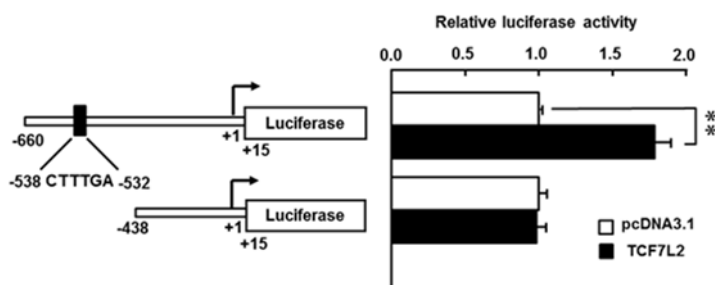 Relative luciferase activity
0.0 0.5 1.0 1.5 2.0
Luciferase
-660
+1
+15
**
-538 CTTTGA -532
Luciferase
-438
+1
+15
pcDNA3.1
TCF7L2